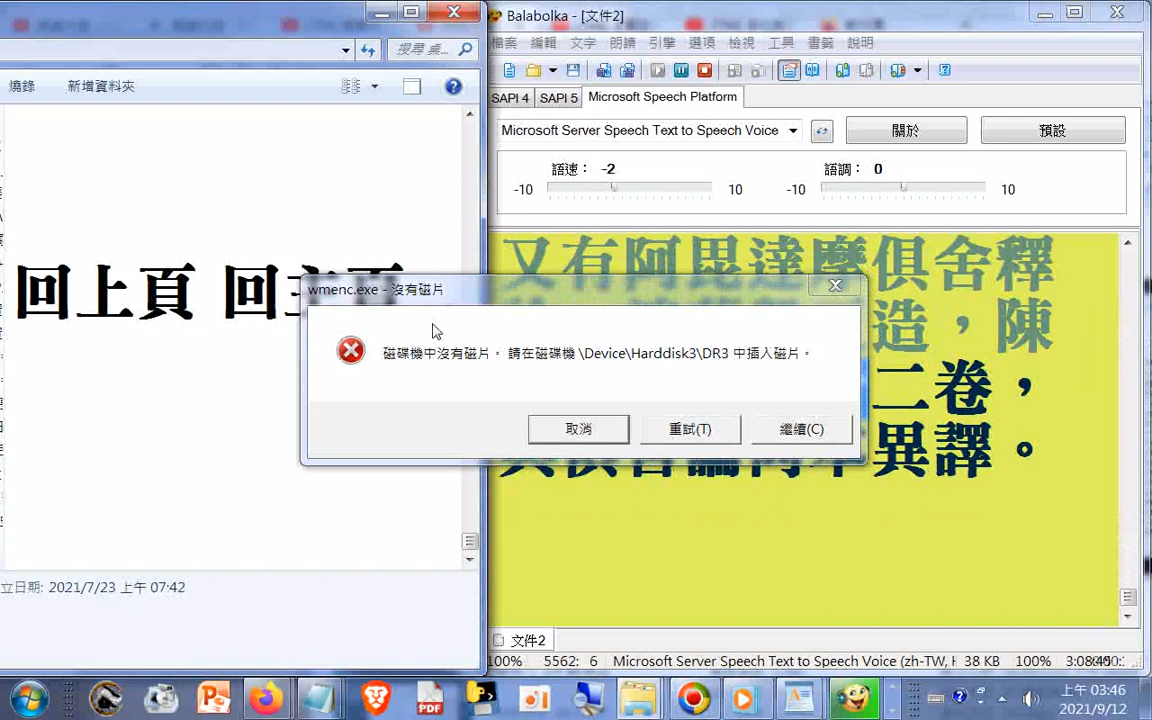 Balabolka - [文件2]
搜尋 桌...
檔案 編輯 文字 朗讀 引擎 選項 檢視 工具 書籤 說明
燒錄 新增資料夾
SAPI 4 SAPI 5 Microsoft Speech Platform
Microsoft Server Speech Text to Speech Voice 關於 預設
語速： -2 語調： 0
-10 10 -10 10
又有阿毘達摩俱舍釋
造，陳
二卷，
異譯。
回上頁 回主頁
wmenc.exe - 沒有磁片
磁碟機中沒有磁片。 請在磁碟機 \Device\Harddisk3\DR3 中插入磁片。
取消 重試(T) 繼續(C)
立日期: 2021/7/23 上午 07:42
文件2
100% 5562: 6 Microsoft Server Speech Text to Speech Voice (zh-TW, H 38 KB 100%
PDF
上午 03:46
2021/9/12